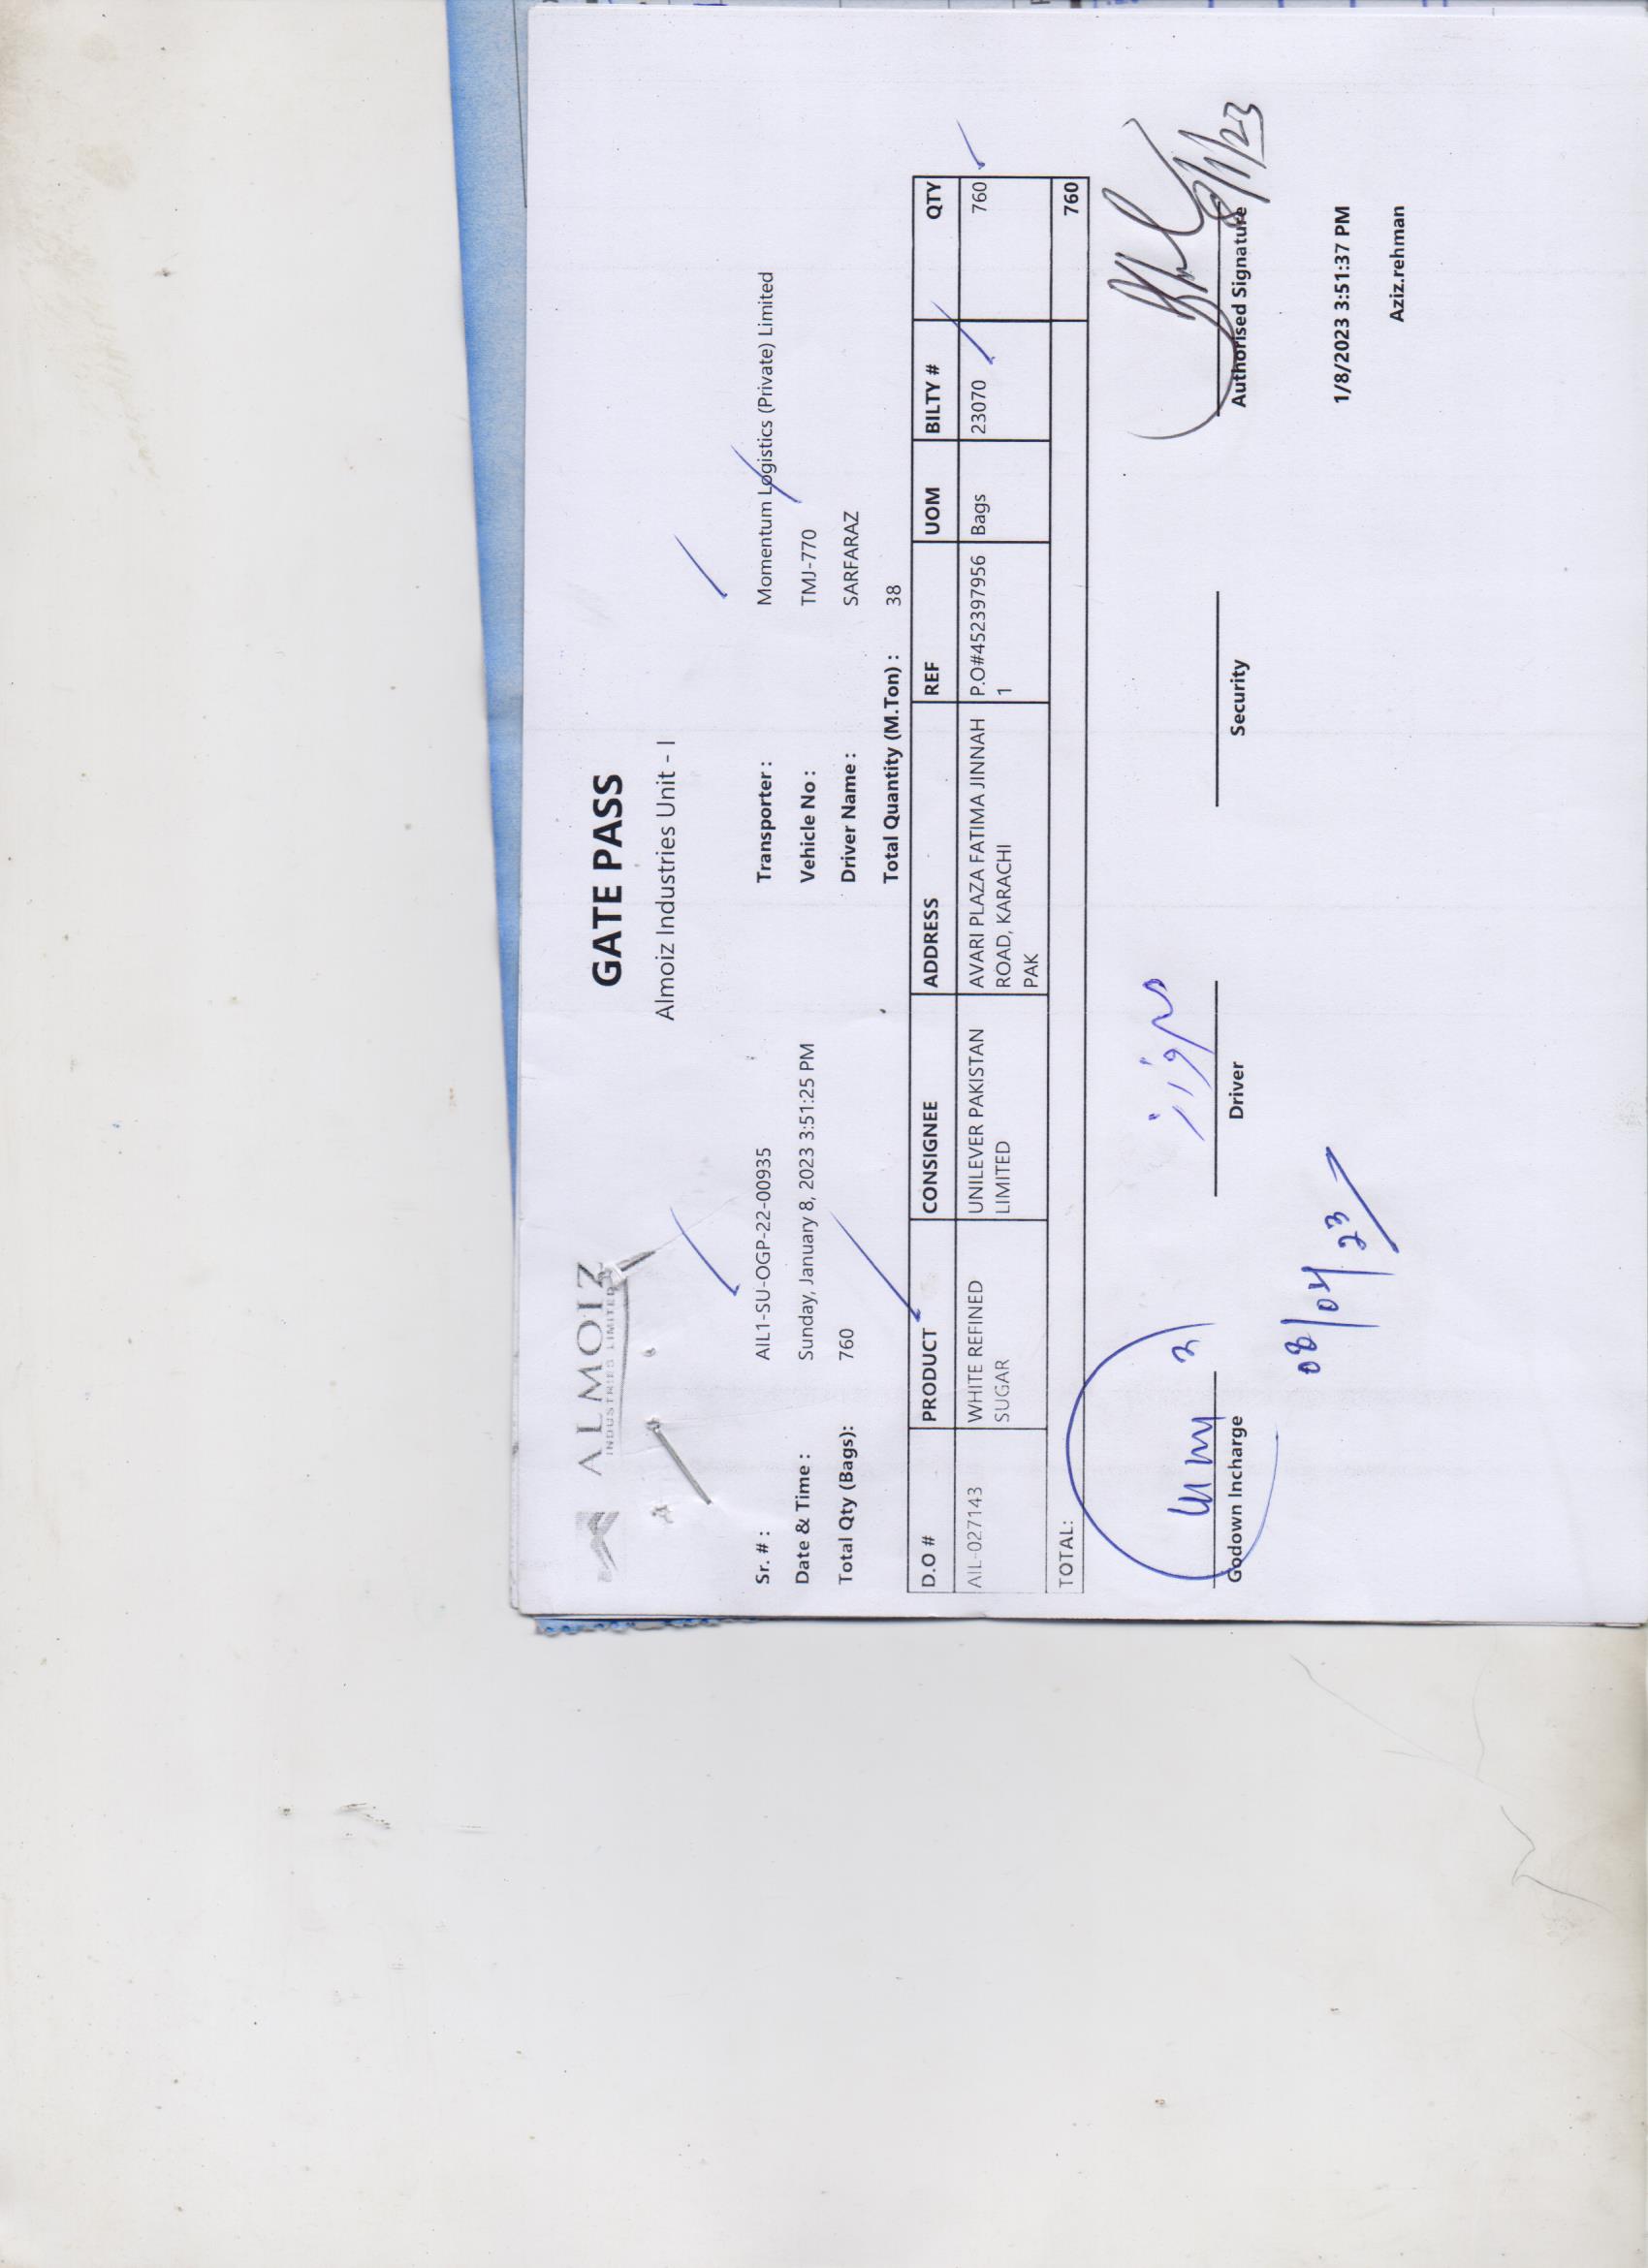 ALMOIZ
INDUSTRIES LIMITED
GATE PASS
Almoiz Industries Unit - I
Sr. # : AIL1-SU-OGP-22-00935 Transporter : Momentum Logistics (Private) Limited
Date & Time : Sunday, January 8, 2023 3:51:25 PM Vehicle No : TMJ-770
Total Qty (Bags): 760 Driver Name : SARFARAZ
Total Quantity (M.Ton) : 38
D.O # PRODUCT CONSIGNEE ADDRESS REF UOM BILTY # QTY
AIL-027143 WHITE REFINED UNILEVER PAKISTAN AVARI PLAZA FATIMA JINNAH P.O#452397956 Bags 23070 760
SUGAR LIMITED ROAD, KARACHI 1
PAK
TOTAL: 760
8/1/23
Godown Incharge Driver Security Authorised Signature
08/01/23
1/8/2023 3:51:37 PM
Aziz.rehman